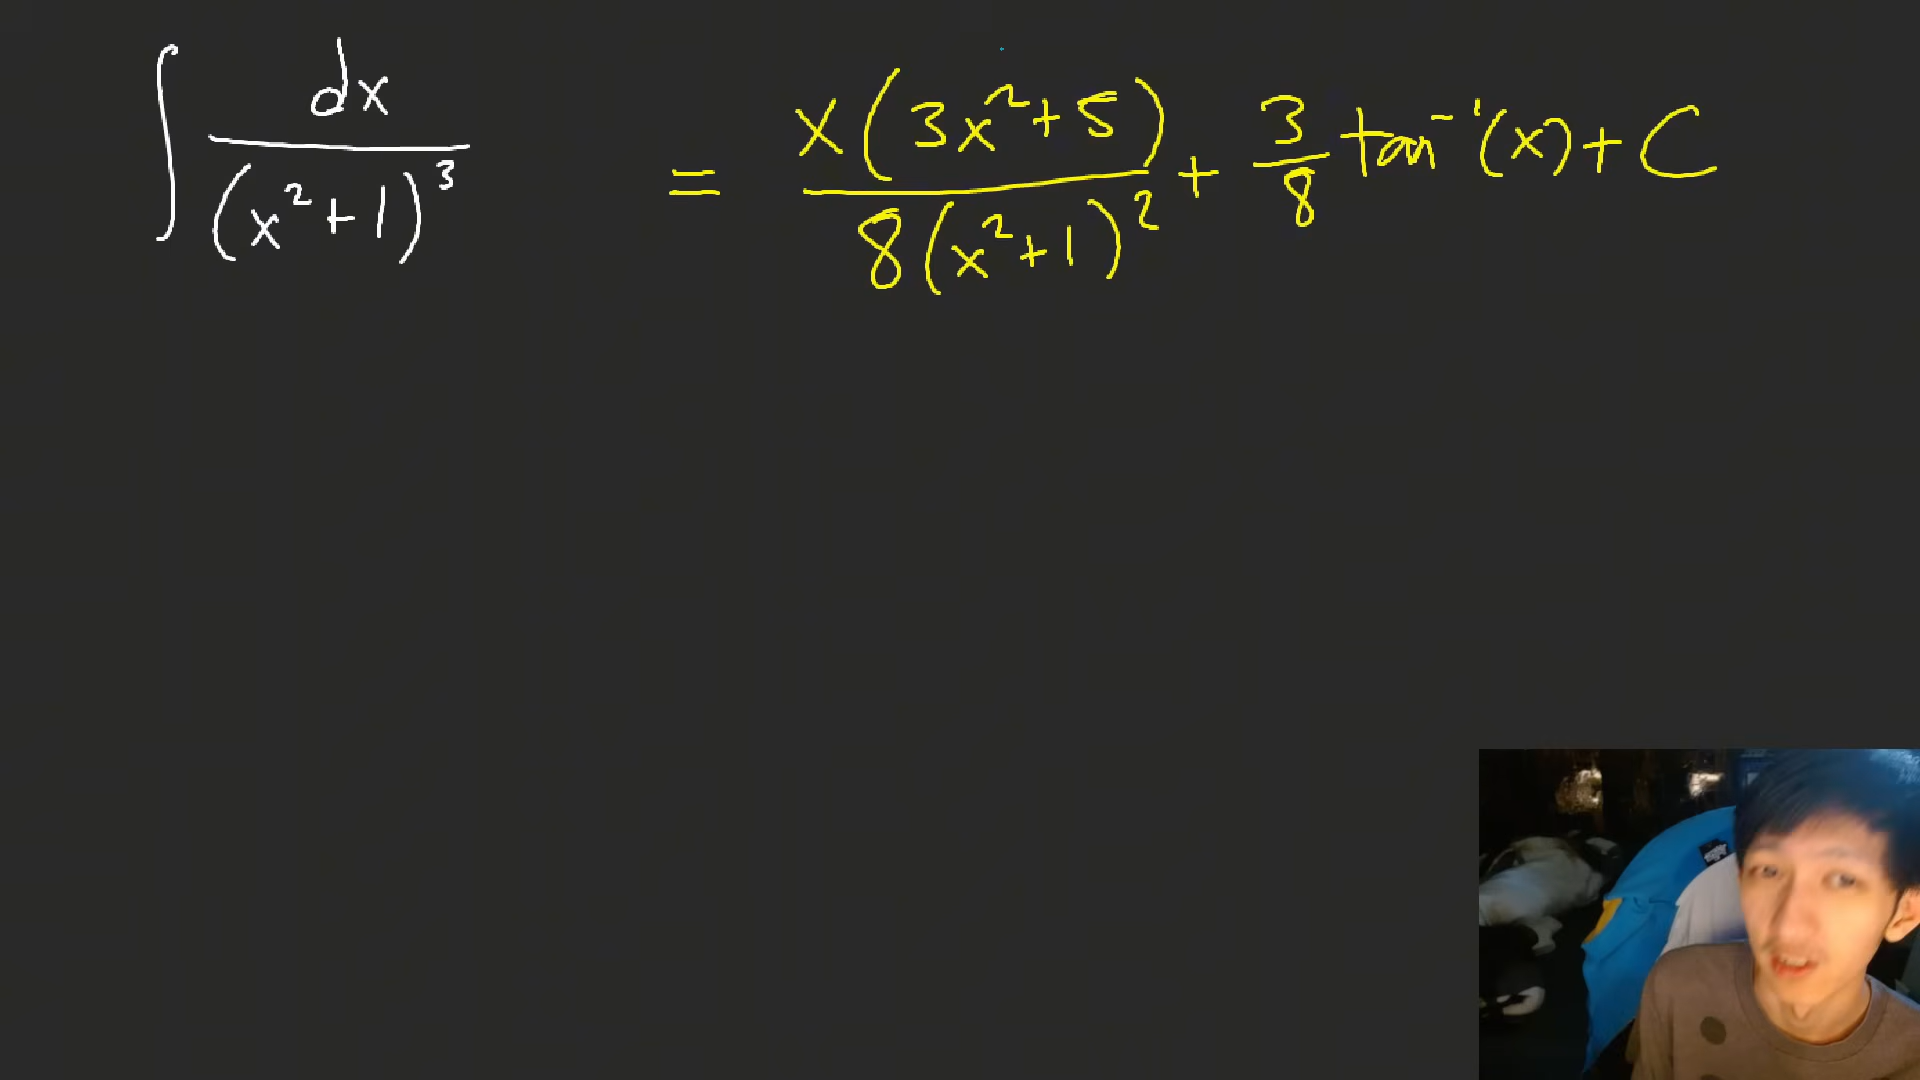 ∫ dx / (x² + 1)³ = x(3x² + 5) / 8(x² + 1)² + 3/8 tan⁻¹(x) + C